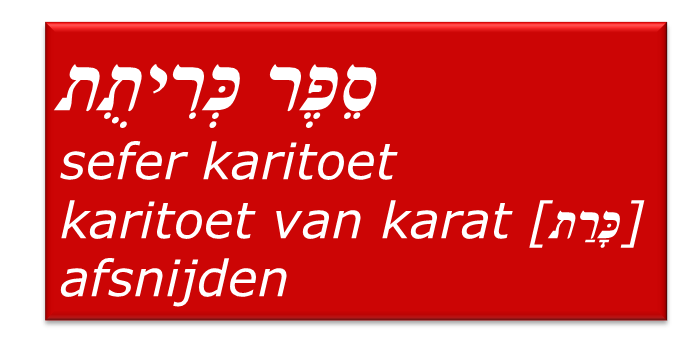 סֵפֶר כְּרִיתֻת
sefer karitoet
karitoet van karat [כָּרַת]
afsnijden